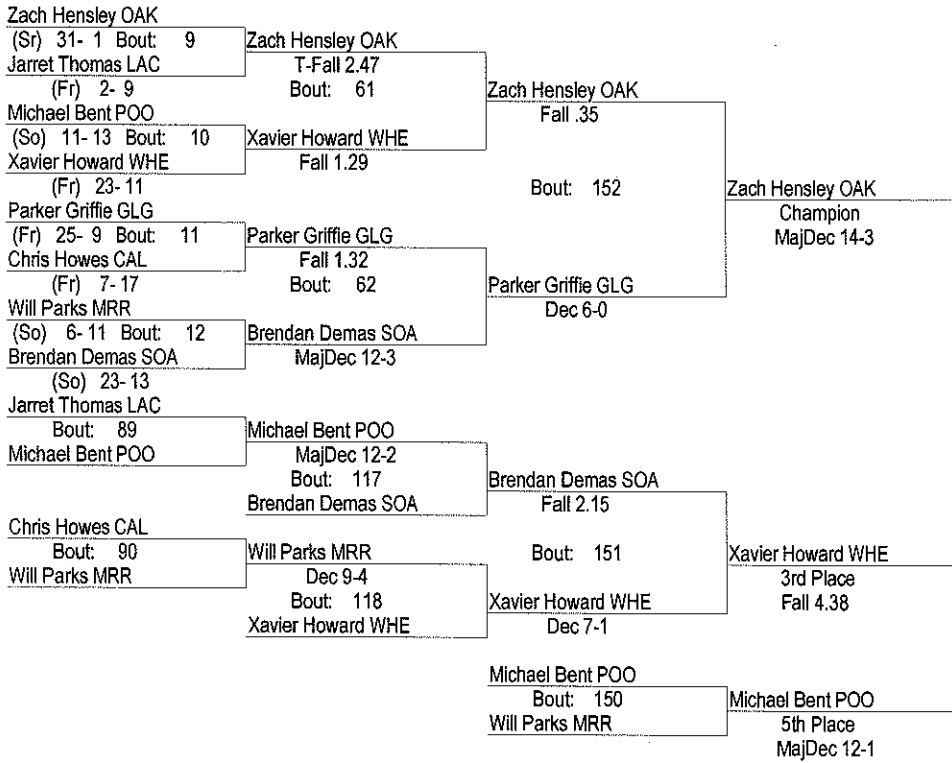 Zach Hensley OAK
(Sr) 31- 1 Bout: 9
Jarret Thomas LAC
(Fr) 2- 9
Michael Bent POO
(So) 11- 13 Bout: 10
Xavier Howard WHE
(Fr) 23- 11
Parker Griffie GLG
(Fr) 25- 9 Bout: 11
Chris Howes CAL
(Fr) 7- 17
Will Parks MRR
(So) 6- 11 Bout: 12
Brendan Demas SOA
(So) 23- 13
Zach Hensley OAK
T-Fall 2.47
Bout: 61
Xavier Howard WHE
Fall 1.29
Parker Griffie GLG
Fall 1.32
Bout: 62
Brendan Demas SOA
MajDec 12-3
Zach Hensley OAK
Fall .35
Bout: 152
Parker Griffie GLG
Dec 6-0
Zach Hensley OAK
Champion
MajDec 14-3
Jarret Thomas LAC
Bout: 89
Michael Bent POO
Chris Howes CAL
Bout: 90
Will Parks MRR
Michael Bent POO
MajDec 12-2
Bout: 117
Brendan Demas SOA
Will Parks MRR
Dec 9-4
Bout: 118
Xavier Howard WHE
Brendan Demas SOA
Fall 2.15
Bout: 151
Xavier Howard WHE
Dec 7-1
Xavier Howard WHE
3rd Place
Fall 4.38
Michael Bent POO
Bout: 150
Will Parks MRR
Michael Bent POO
5th Place
MajDec 12-1